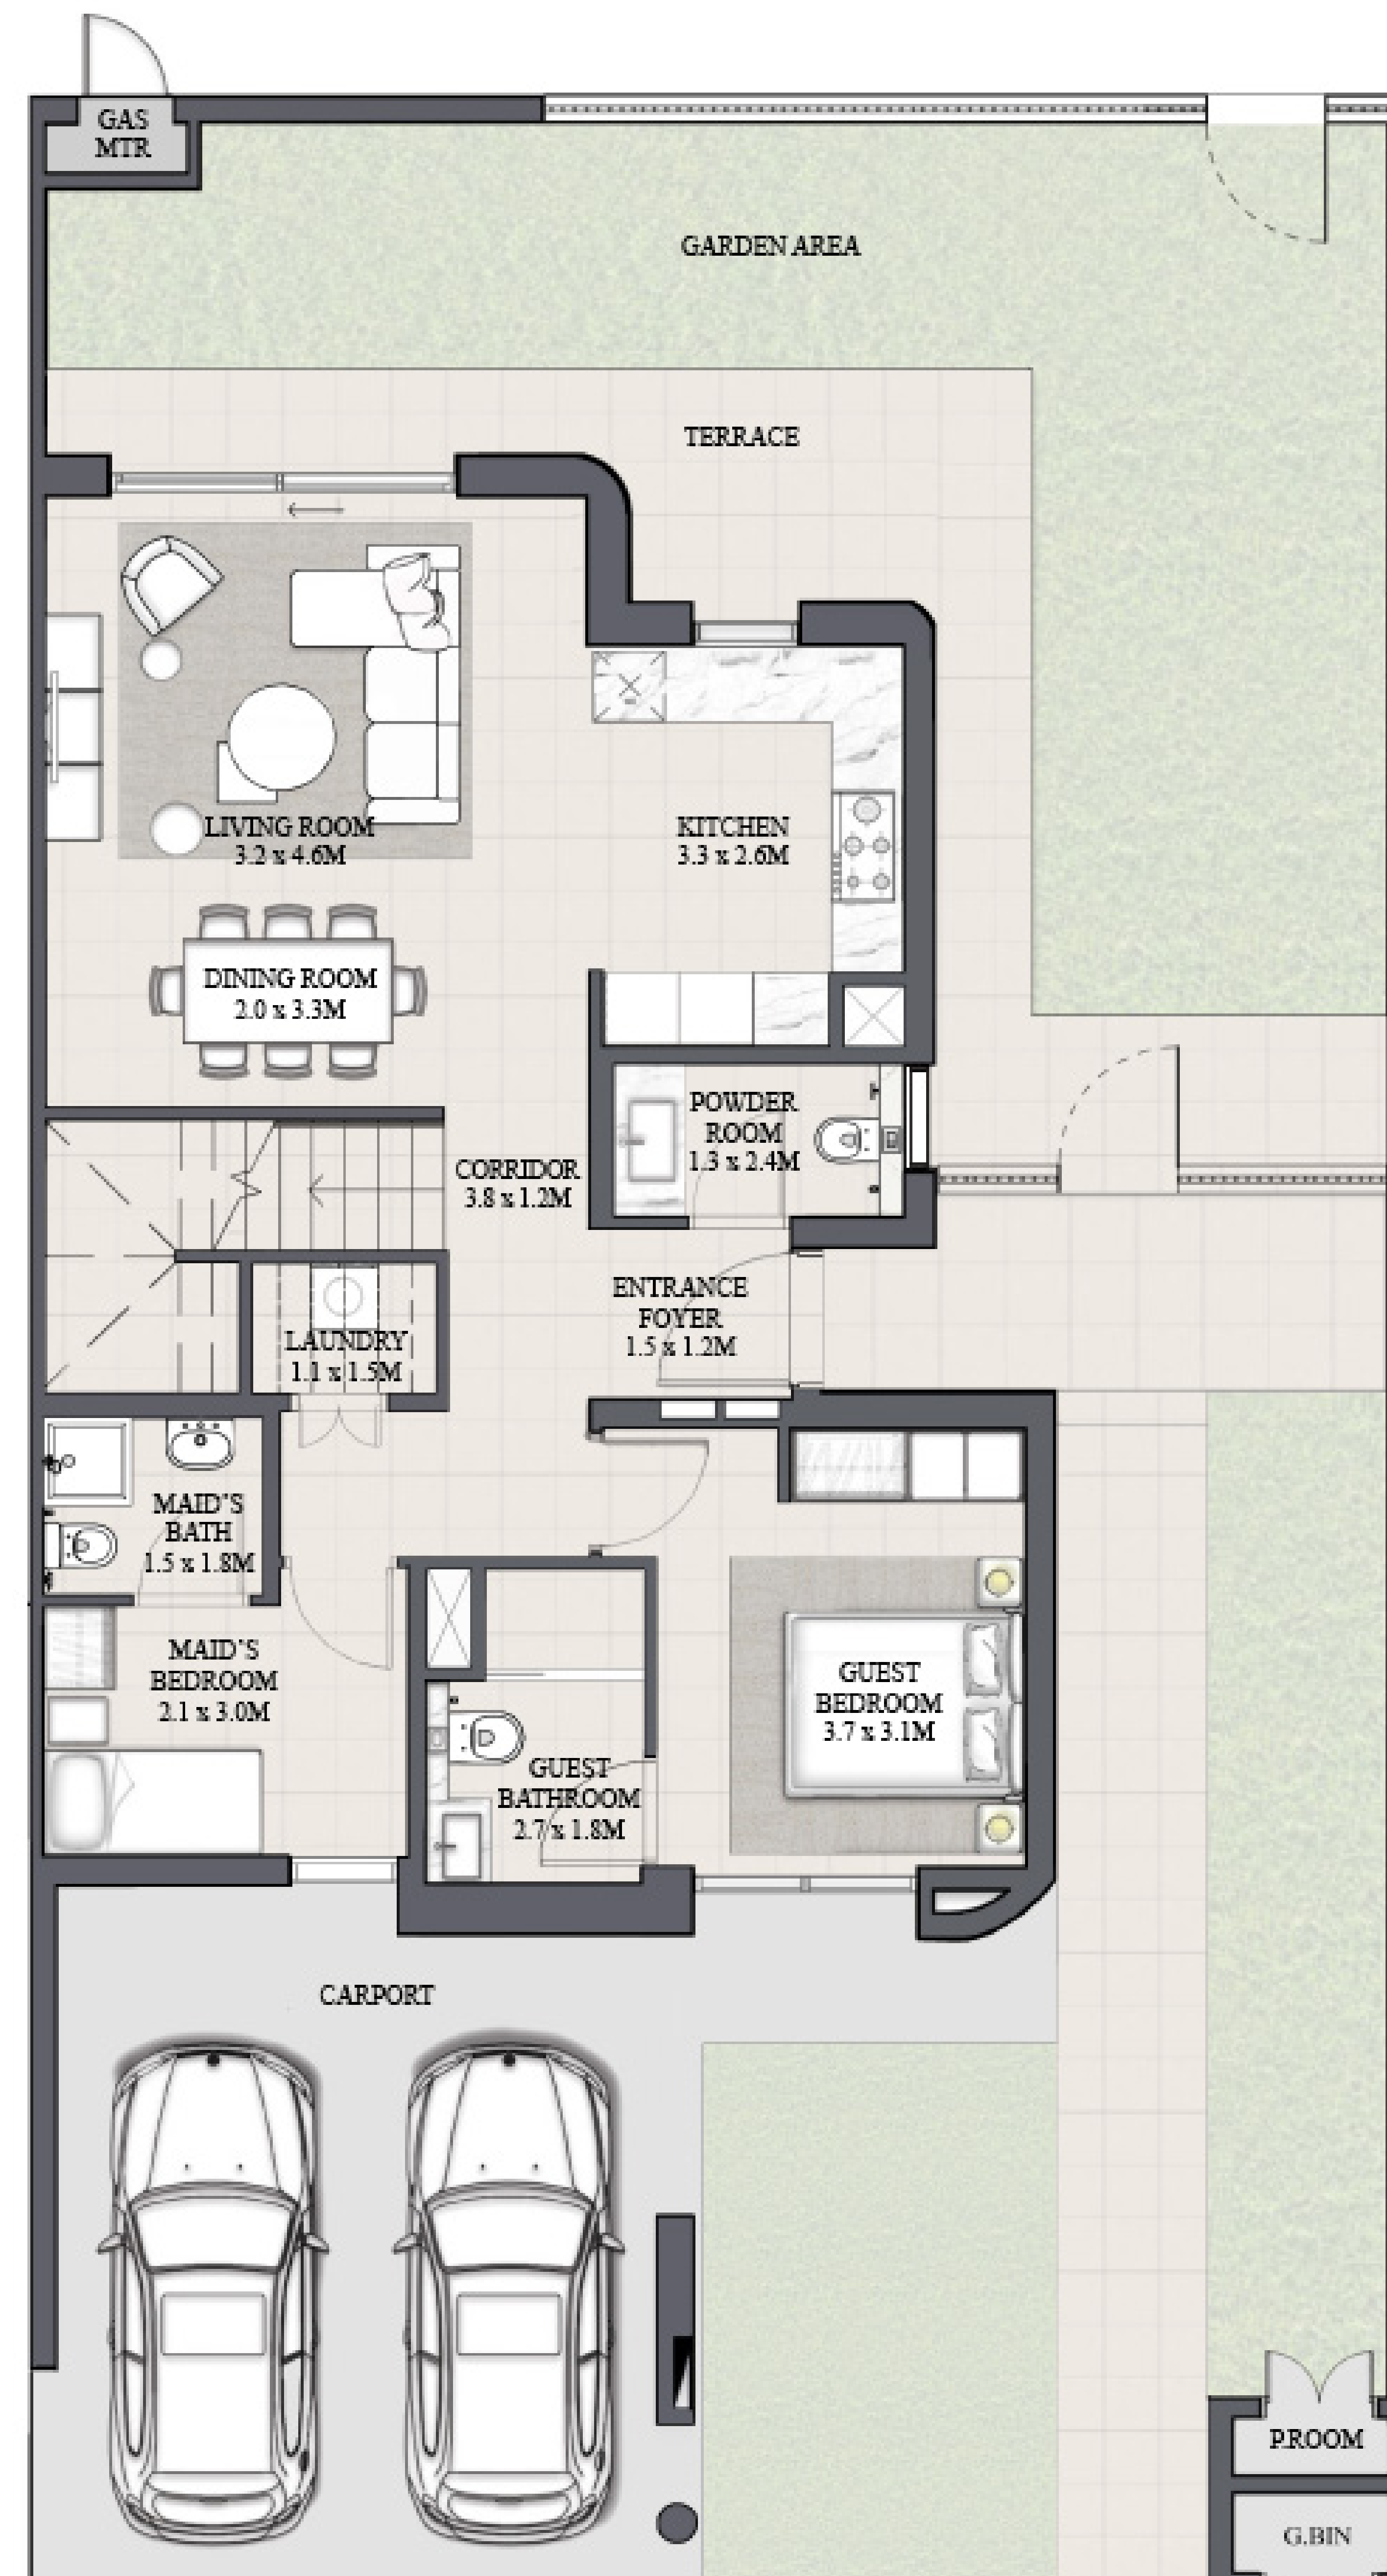 GAS
MTR
GARDEN AREA
TERRACE
LIVING ROOM
3.2 x 4.6M
KITCHEN
3.3 x 2.6M
DINING ROOM
2.0 x 3.3M
POWDER
ROOM
1.3 x 2.4M
CORRIDOR
3.8 x 1.2M
ENTRANCE
FOYER
1.5 x 1.2M
LAUNDRY
1.1 x 1.5M
MAID'S
BATH
1.5 x 1.8M
MAID'S
BEDROOM
2.1 x 3.0M
GUEST
BEDROOM
3.7 x 3.1M
GUEST
BATHROOM
2.7 x 1.8M
CARPORT
P.ROOM
G.BIN